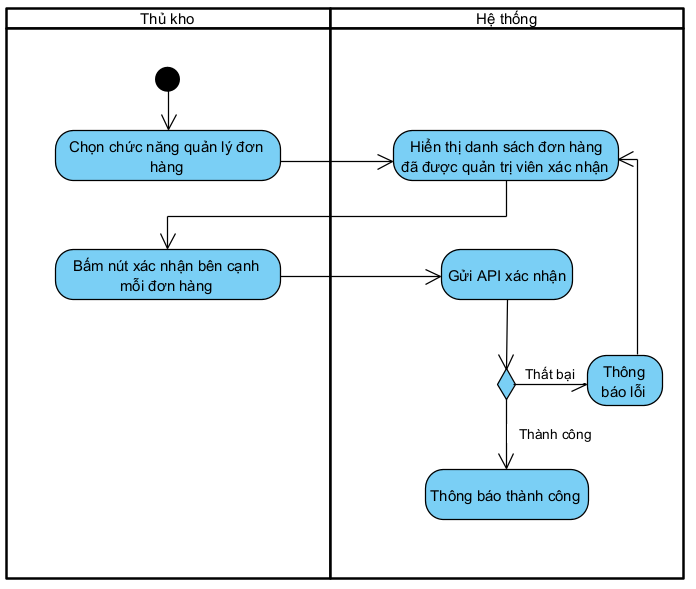 Thủ kho
Hệ thống
Chọn chức năng quản lý đơn
hàng
Hiển thị danh sách đơn hàng
đã được quản trị viên xác nhận
Bấm nút xác nhận bên cạnh
mỗi đơn hàng
Gửi API xác nhận
Thất bại
Thông
báo lỗi
Thành công
Thông báo thành công